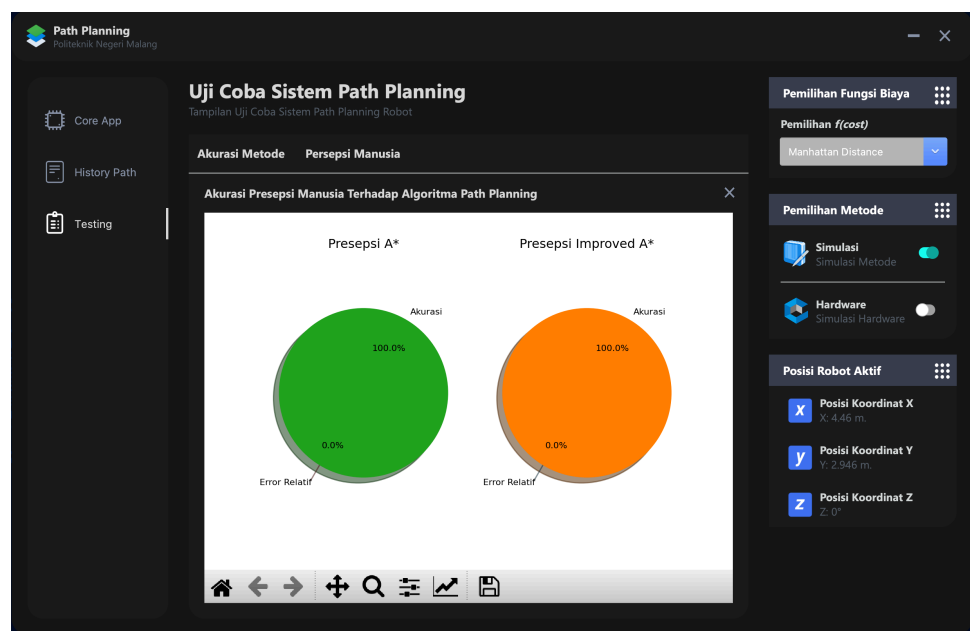 Path Planning
Politeknik Negeri Malang
Core App
History Path
Testing
Uji Coba Sistem Path Planning
Tampilan Uji Coba Sistem Path Planning Robot
Akurasi Metode Persepsi Manusia
Akurasi Presepsi Manusia Terhadap Algoritma Path Planning
Presepsi A*
Akurasi
100.0%
0.0%
Error Relatif
Presepsi Improved A*
Akurasi
100.0%
0.0%
Error Relatif
Pemilihan Fungsi Biaya
Pemilihan f(cost)
Manhattan Distance
Pemilihan Metode
Simulasi
Simulasi Metode
Hardware
Simulasi Hardware
Posisi Robot Aktif
X
Posisi Koordinat X
X: 4.46 m.
y
Posisi Koordinat Y
Y: 2.946 m.
Z
Posisi Koordinat Z
Z: 0°